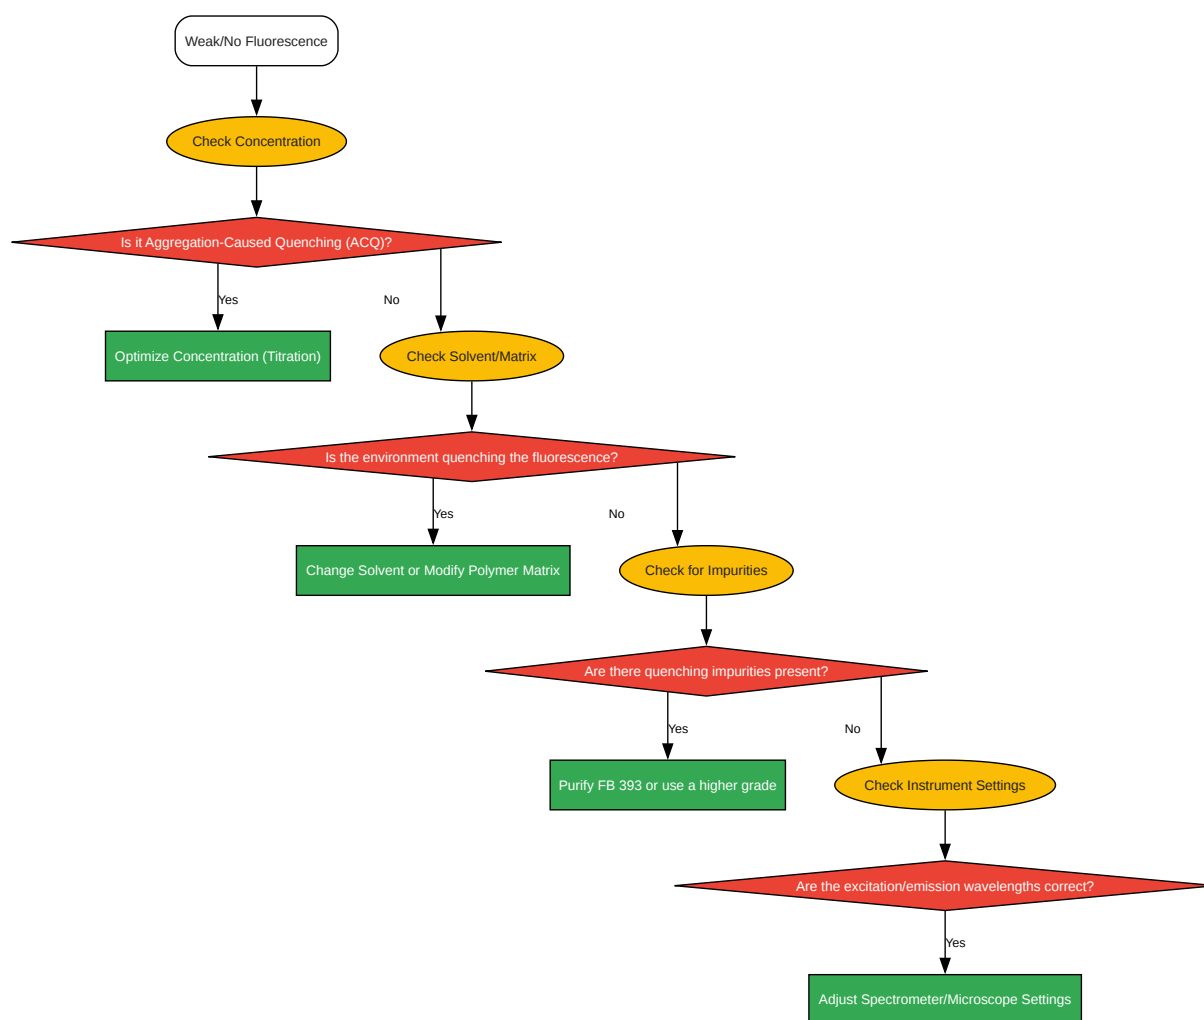 Weak/No Fluorescence
Check Concentration
Is it Aggregation-Caused Quenching (ACQ)?
Yes
No
Optimize Concentration (Titration)
Check Solvent/Matrix
Is the environment quenching the fluorescence?
Yes
No
Change Solvent or Modify Polymer Matrix
Check for Impurities
Are there quenching impurities present?
Yes
No
Purify FB 393 or use a higher grade
Check Instrument Settings
Are the excitation/emission wavelengths correct?
Yes
Adjust Spectrometer/Microscope Settings